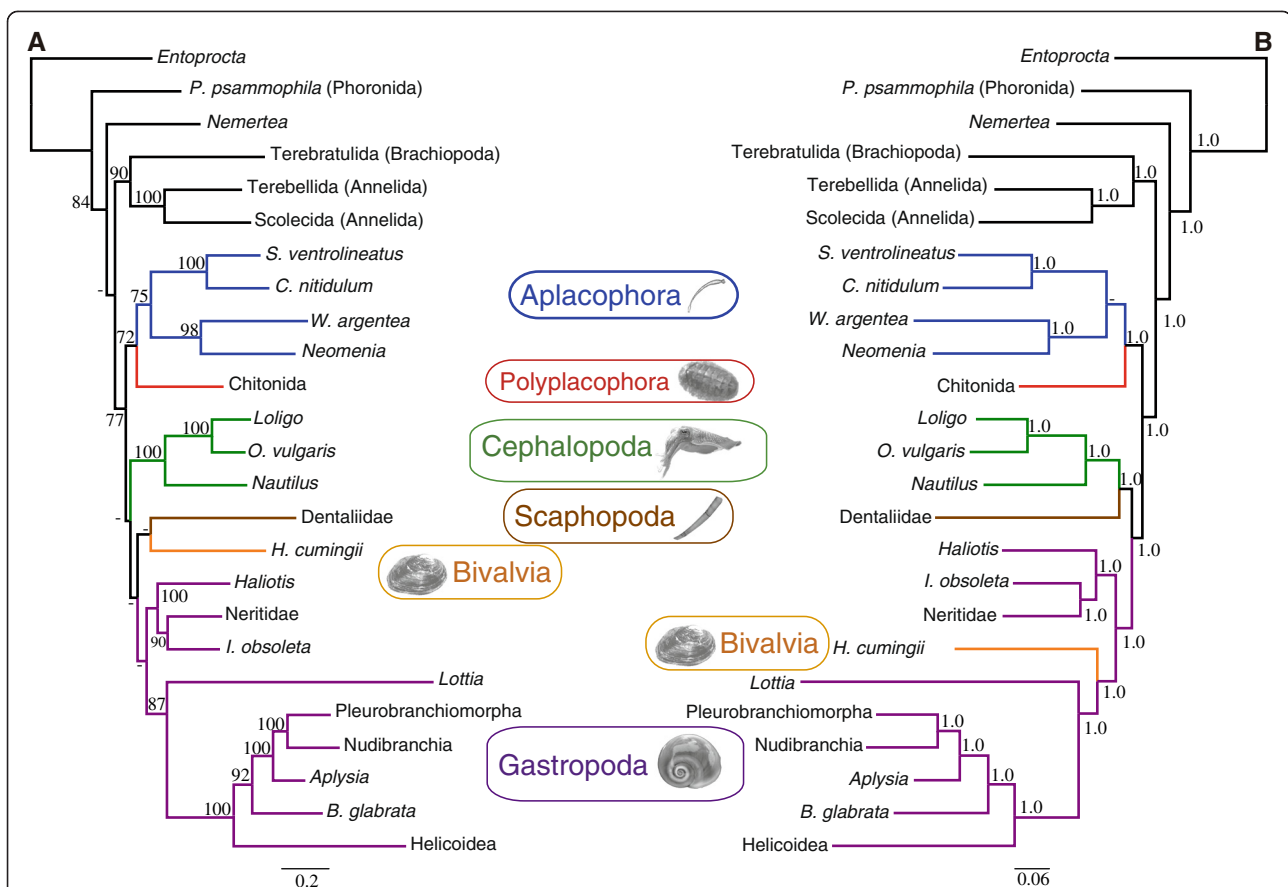 A
B
Entoprocta
P. psammophila (Phoronida)
Nemertea
Terebratulida (Brachiopoda)
90
Terebellida (Annelida)
100
84
Scolecida (Annelida)
S. ventrolineatus
100
C. nitidulum
-
75
W. argentea
98
72
Neomenia
Chitonida
77
Loligo
100
O. vulgaris
100
Nautilus
-
Dentaliidae
-
H. cumingii
Haliotis
100
-
Neritidae
90
I. obsoleta
-
Lottia
87
Pleurobranchiomorpha
100
Nudibranchia
100
Aplysia
92
B. glabrata
100
Helicoidea
0.2
Aplacophora
Polyplacophora
Cephalopoda
Scaphopoda
Bivalvia
Bivalvia
Gastropoda
Entoprocta
P. psammophila (Phoronida)
Nemertea
1.0
Terebratulida (Brachiopoda)
1.0
Terebellida (Annelida)
1.0
Scolecida (Annelida)
1.0
S. ventrolineatus
1.0
C. nitidulum
-
W. argentea
1.0
1.0
1.0
Neomenia
Chitonida
Loligo
1.0
1.0
O. vulgaris
1.0
Nautilus
1.0
Dentaliidae
Haliotis
1.0
1.0
I. obsoleta
Neritidae
1.0
1.0
H. cumingii
Lottia
1.0
Pleurobranchiomorpha
1.0
1.0
Nudibranchia
1.0
Aplysia
1.0
B. glabrata
1.0
Helicoidea
0.06